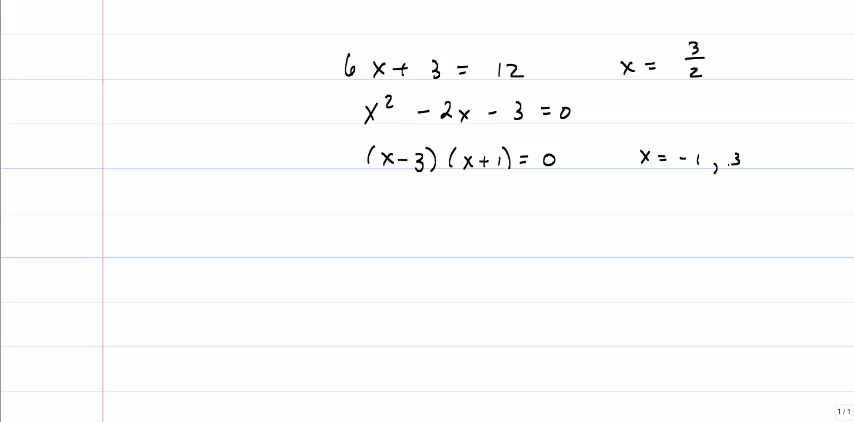 6x + 3 = 12 x = 3/2
x² - 2x - 3 = 0
(x - 3)(x + 1) = 0 x = -1, 3
1 / 1